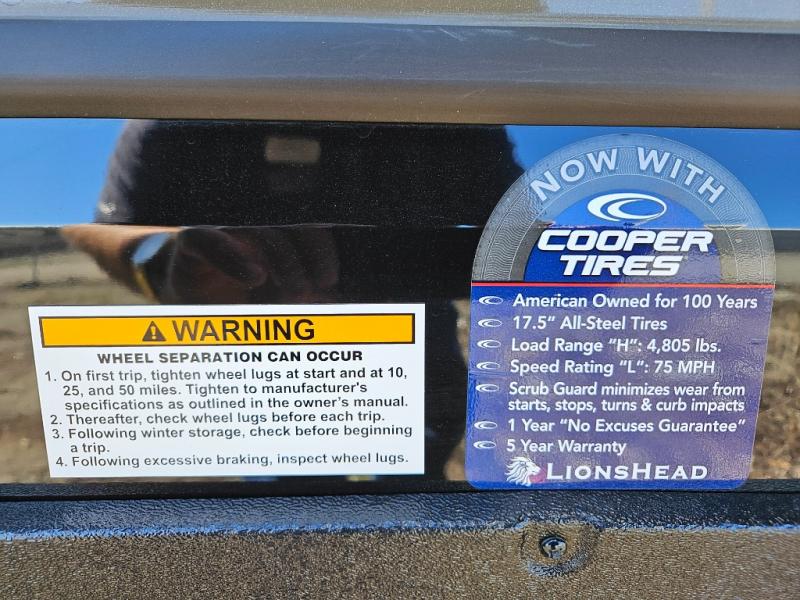 WARNING
WHEEL SEPARATION CAN OCCUR
1. On first trip, tighten wheel lugs at start and at 10,
25, and 50 miles. Tighten to manufacturer's
specifications as outlined in the owner's manual.
2. Thereafter, check wheel lugs before each trip.
3. Following winter storage, check before beginning
a trip.
4. Following excessive braking, inspect wheel lugs.
NOW WITH
COOPER
TIRES
American Owned for 100 Years
17.5" All-Steel Tires
Load Range "H": 4,805 lbs.
Speed Rating "L": 75 MPH
Scrub Guard minimizes wear from
starts, stops, turns & curb impacts
1 Year "No Excuses Guarantee"
5 Year Warranty
LIONSHEAD